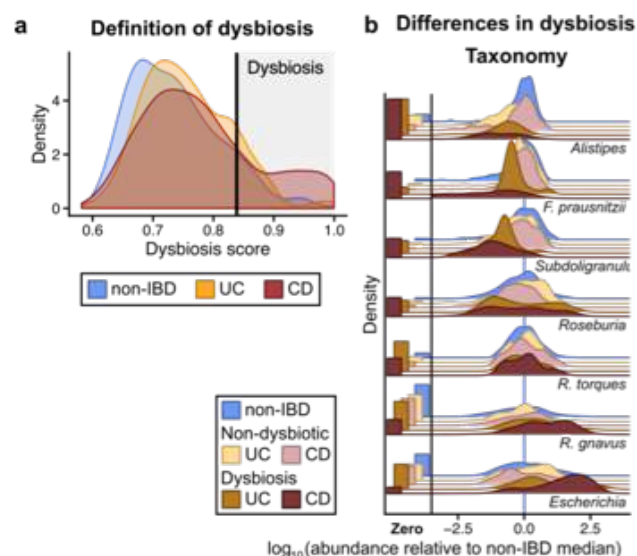 a
Definition of dysbiosis
Dysbiosis
Density
4
2
0
0.6 0.7 0.8 0.9 1.0
Dysbiosis score
non-IBD UC CD
b
Differences in dysbiosis
Taxonomy
Density
Alistipes
F. prausnitzii
Subdoligranulu
Roseburia
R. torques
R. gnavus
Escherichia
Zero −2.5 0.0 2.5
log10(abundance relative to non-IBD median)
non-IBD
Non-dysbiotic
UC CD
Dysbiosis
UC CD